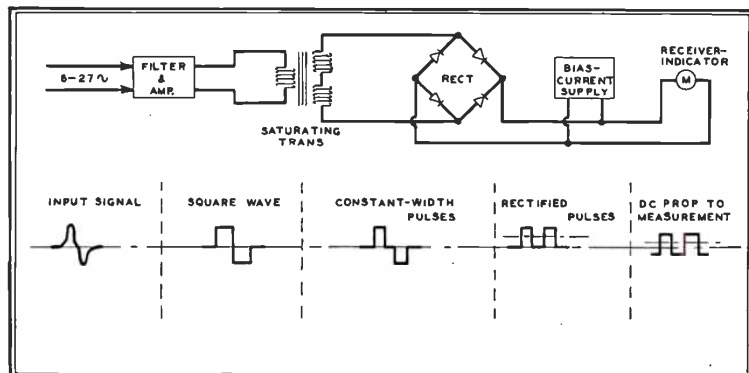 6-27~
FILTER
&
AMP.
SATURATING
TRANS
RECT
BIAS-
CURRENT
SUPPLY
RECEIVER-
INDICATOR
M
INPUT SIGNAL
SQUARE WAVE
CONSTANT-WIDTH
PULSES
RECTIFIED
PULSES
DC PROP TO
MEASUREMENT